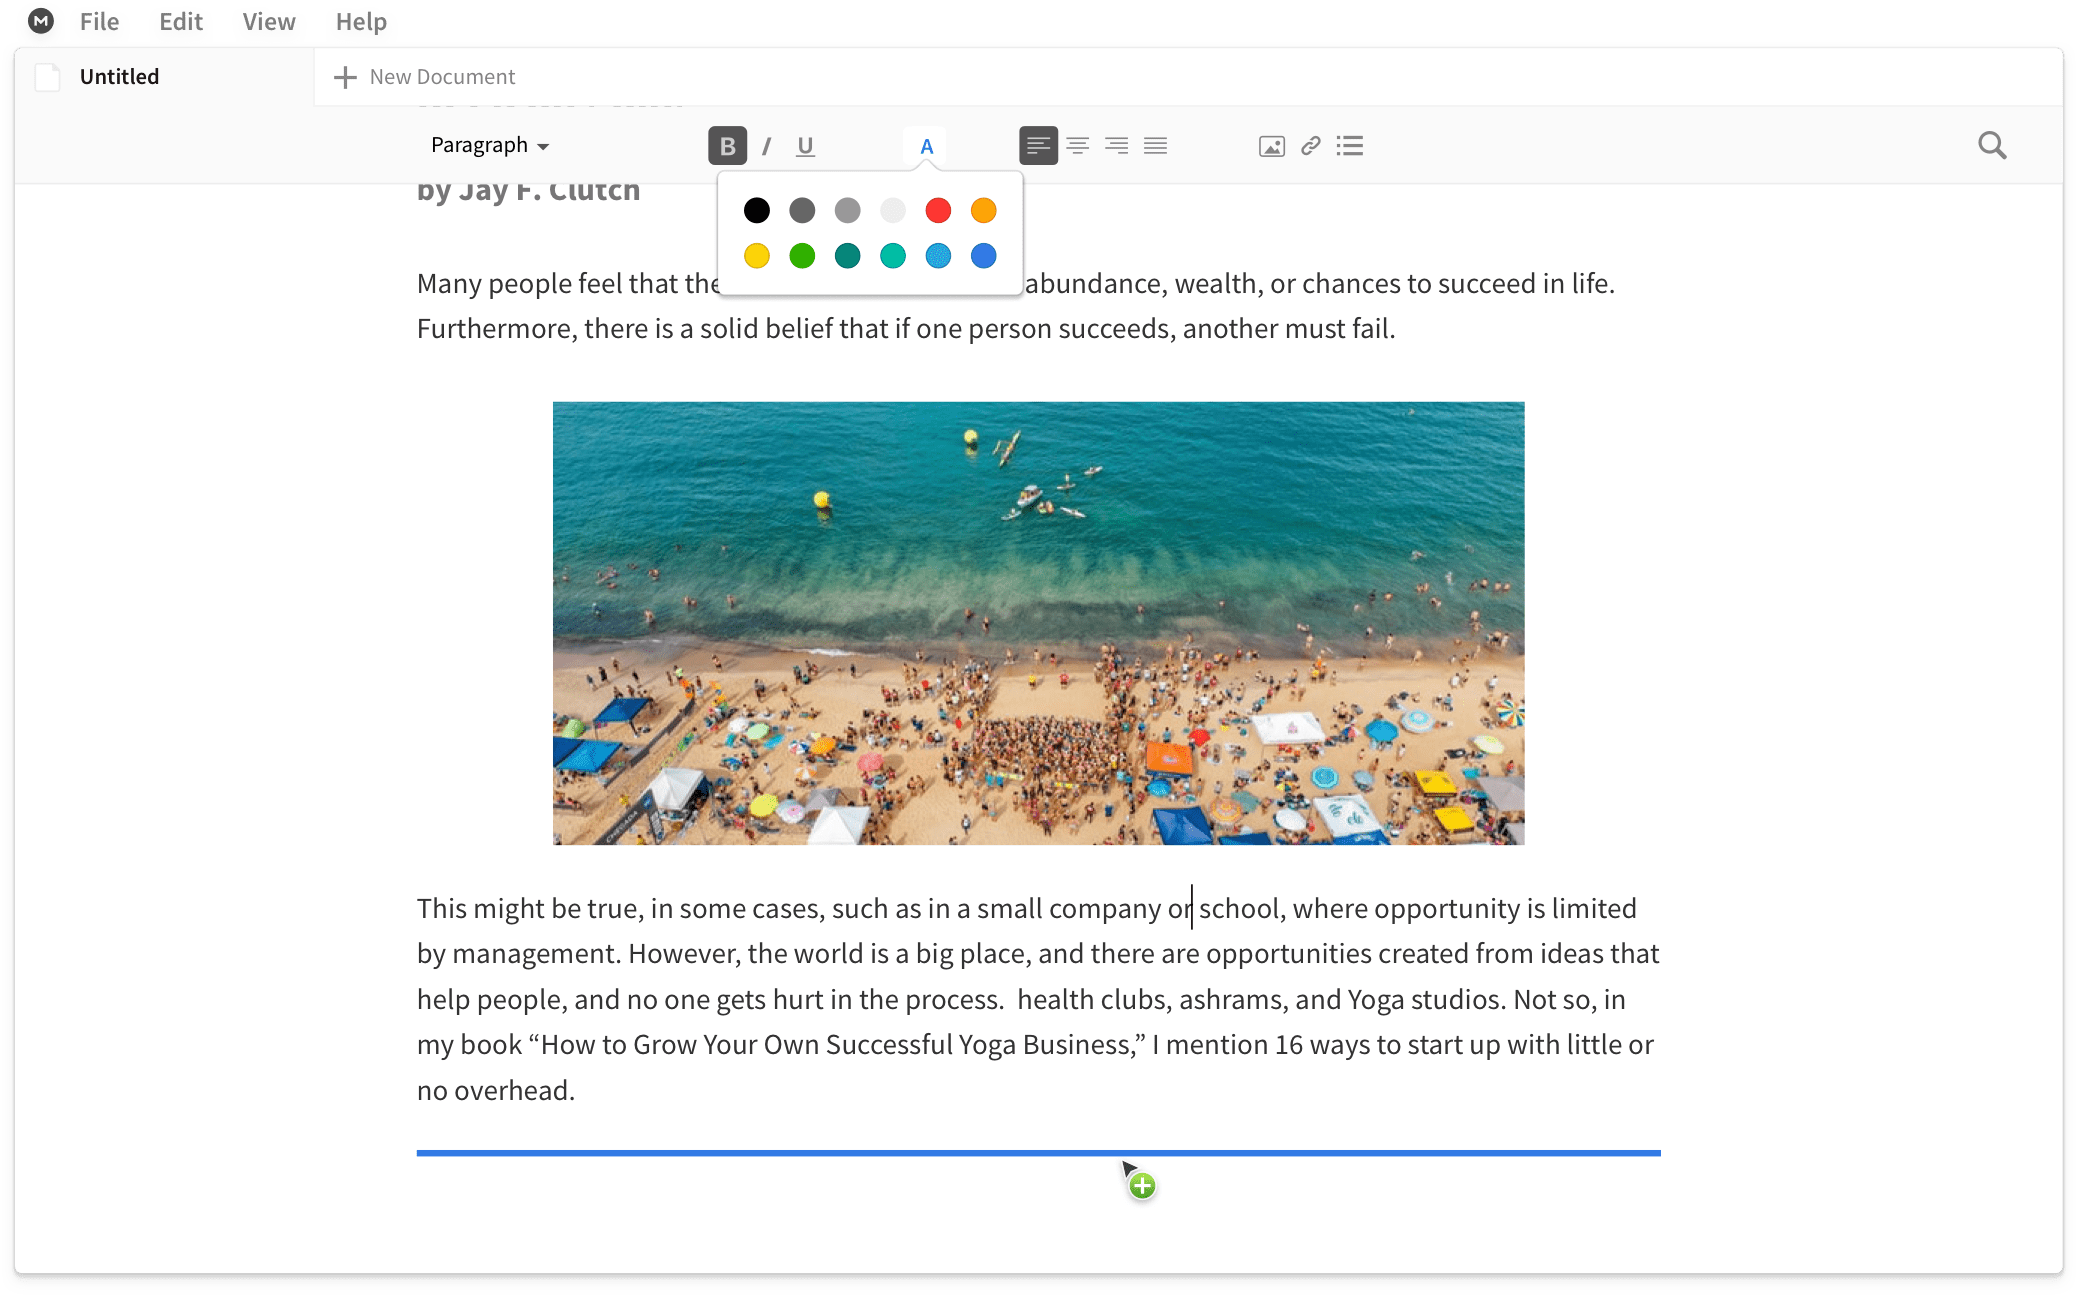 M File Edit View Help
Untitled
New Document
Paragraph B I U A
by Jay F. Clutch
Many people feel that the abundance, wealth, or chances to succeed in life.
Furthermore, there is a solid belief that if one person succeeds, another must fail.
This might be true, in some cases, such as in a small company or school, where opportunity is limited
by management. However, the world is a big place, and there are opportunities created from ideas that
help people, and no one gets hurt in the process.  health clubs, ashrams, and Yoga studios. Not so, in
my book “How to Grow Your Own Successful Yoga Business,” I mention 16 ways to start up with little or
no overhead.